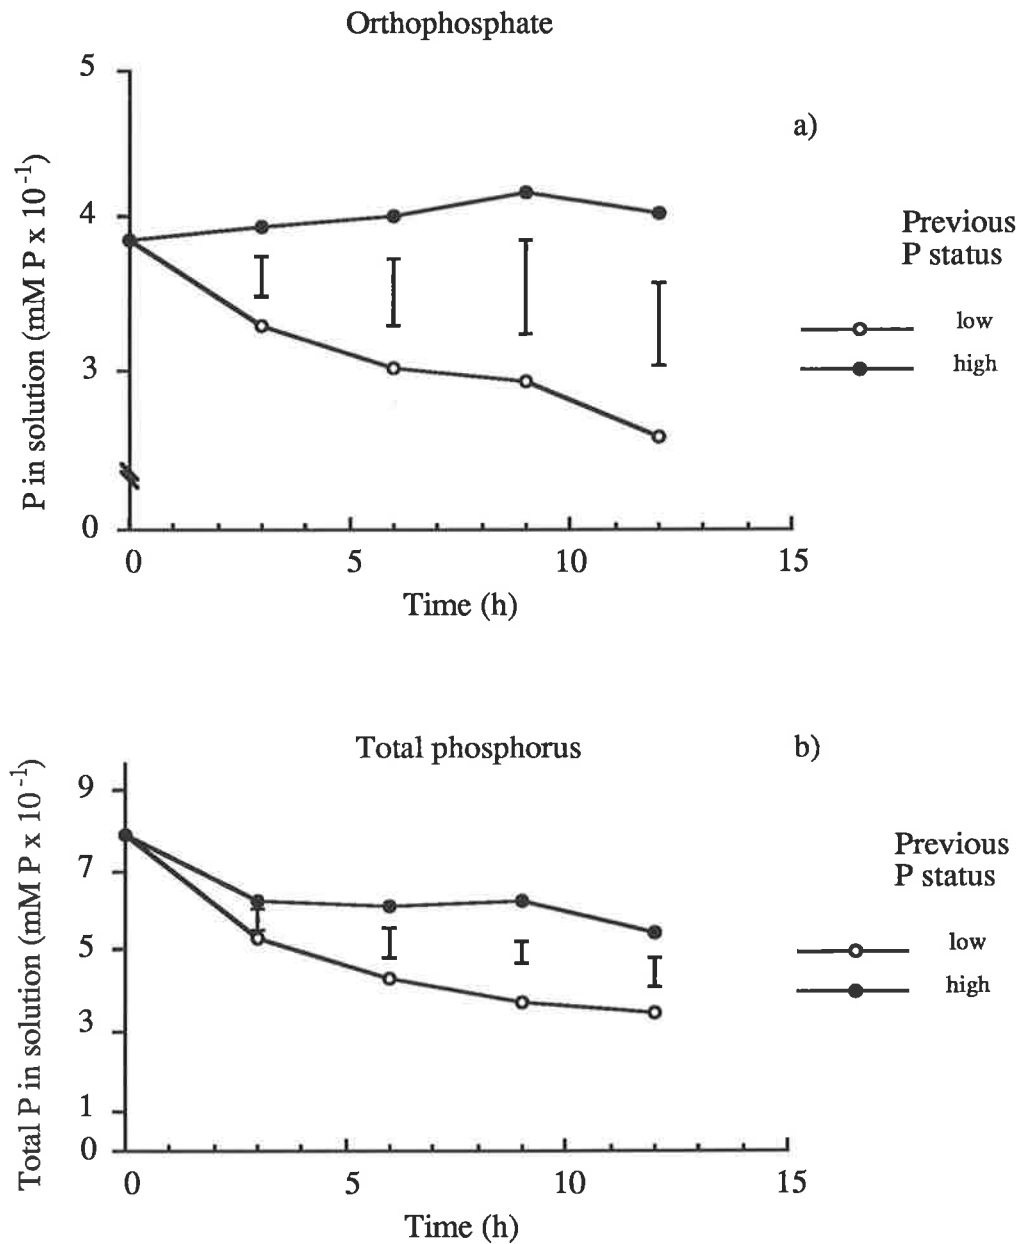 Orthophosphate
a)
P in solution (mM P x 10-1)
5
4
3
0
0 5 10 15
Time (h)
Previous
P status
low
high
Total phosphorus
b)
Total P in solution (mM P x 10-1)
9
7
5
3
1
0
0 5 10 15
Time (h)
Previous
P status
low
high